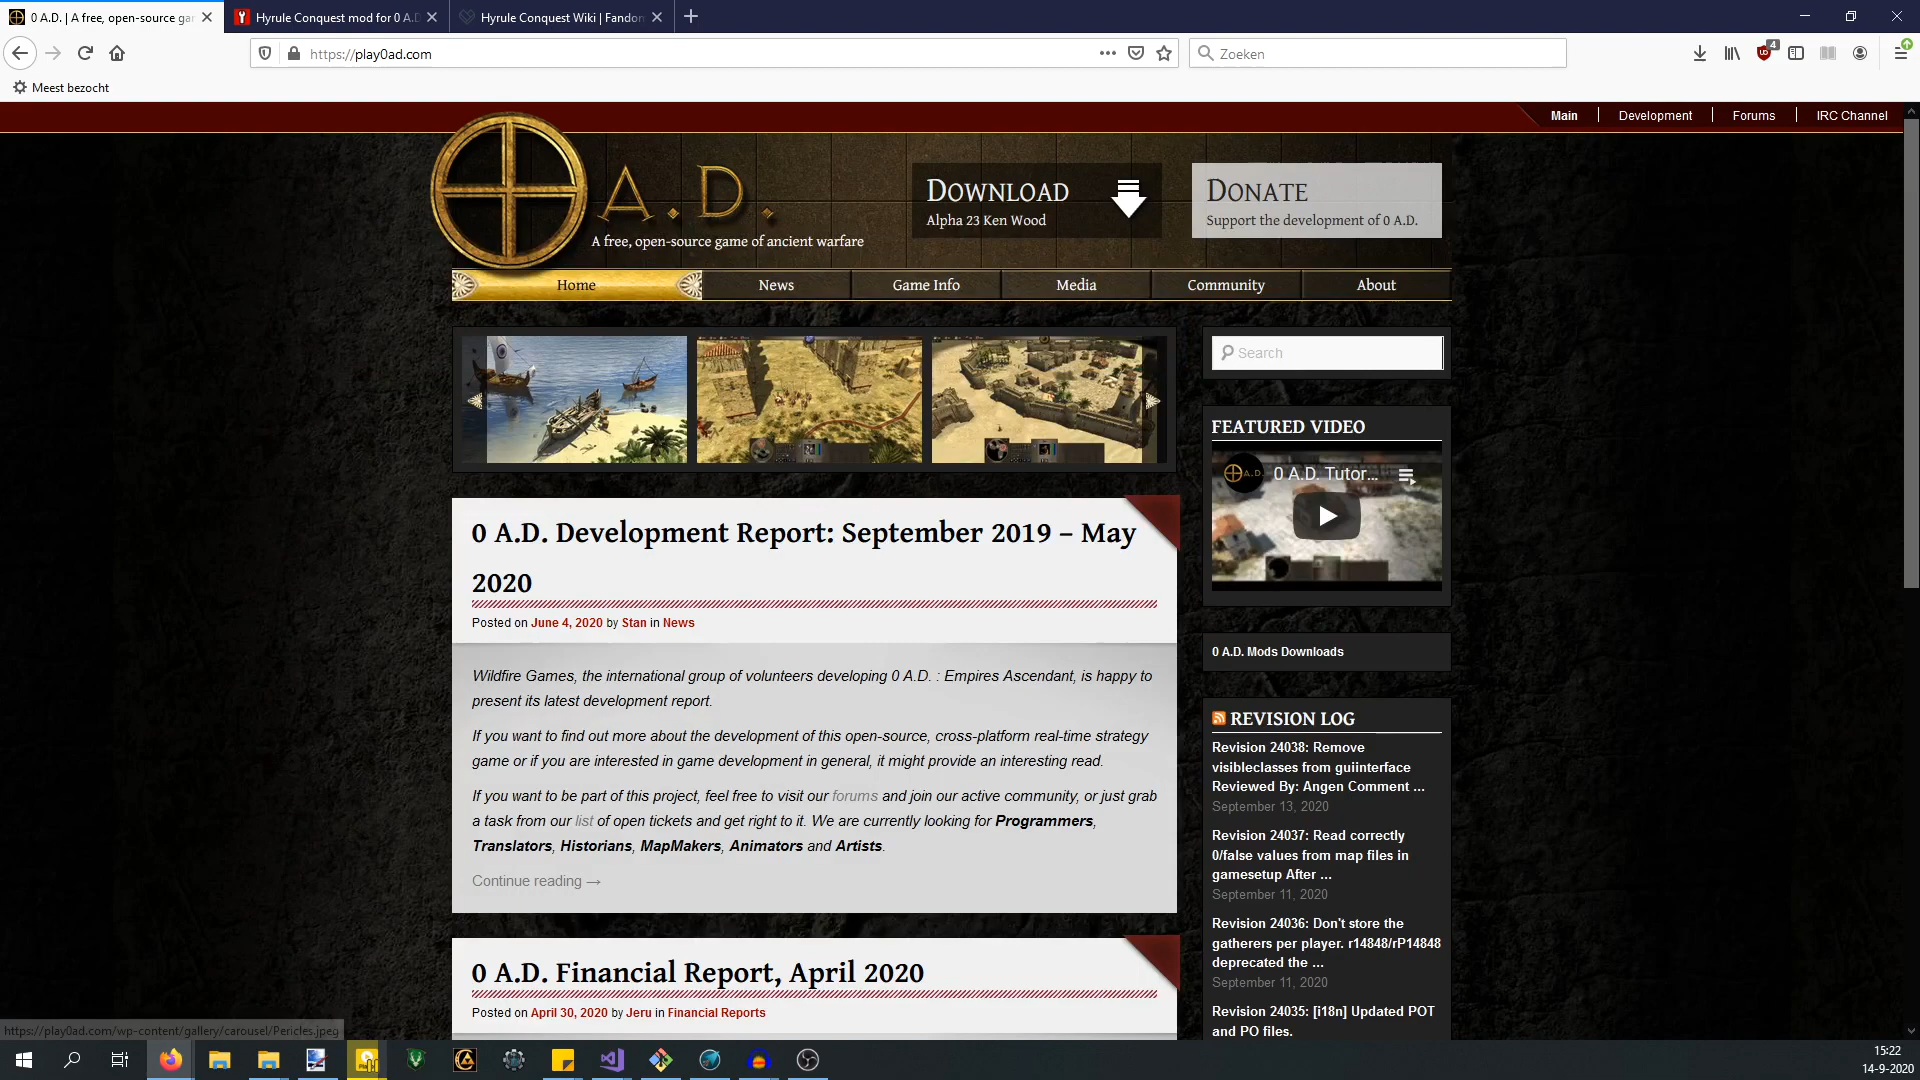 0 A.D. | A free, open-source gar
Hyrule Conquest mod for 0 A.D
Hyrule Conquest Wiki | Fandom
https://play0ad.com
Zoeken
4
Meest bezocht
Main
Development
Forums
IRC Channel
A.D.
A free, open-source game of ancient warfare
Download
Alpha 23 Ken Wood
Donate
Support the development of 0 A.D.
Home
News
Game Info
Media
Community
About
Search
FEATURED VIDEO
0 A.D. Tutor...
0 A.D. Development Report: September 2019 – May
2020
Posted on June 4, 2020 by Stan in News
Wildfire Games, the international group of volunteers developing 0 A.D. : Empires Ascendant, is happy to
present its latest development report.
If you want to find out more about the development of this open-source, cross-platform real-time strategy
game or if you are interested in game development in general, it might provide an interesting read.
If you want to be part of this project, feel free to visit our forums and join our active community, or just grab
a task from our list of open tickets and get right to it. We are currently looking for Programmers,
Translators, Historians, MapMakers, Animators and Artists.
Continue reading →
0 A.D. Financial Report, April 2020
Posted on April 30, 2020 by Jeru in Financial Reports
0 A.D. Mods Downloads
REVISION LOG
Revision 24038: Remove
visibleclasses from guiinterface
Reviewed By: Angen Comment ...
September 13, 2020
Revision 24037: Read correctly
0/false values from map files in
gamesetup After ...
September 11, 2020
Revision 24036: Don't store the
gatherers per player. r14848/rP14848
deprecated the ...
September 11, 2020
Revision 24035: [i18n] Updated POT
and PO files.
https://play0ad.com/wp-content/gallery/carousel/Pericles.jpeg
15:22
14-9-2020